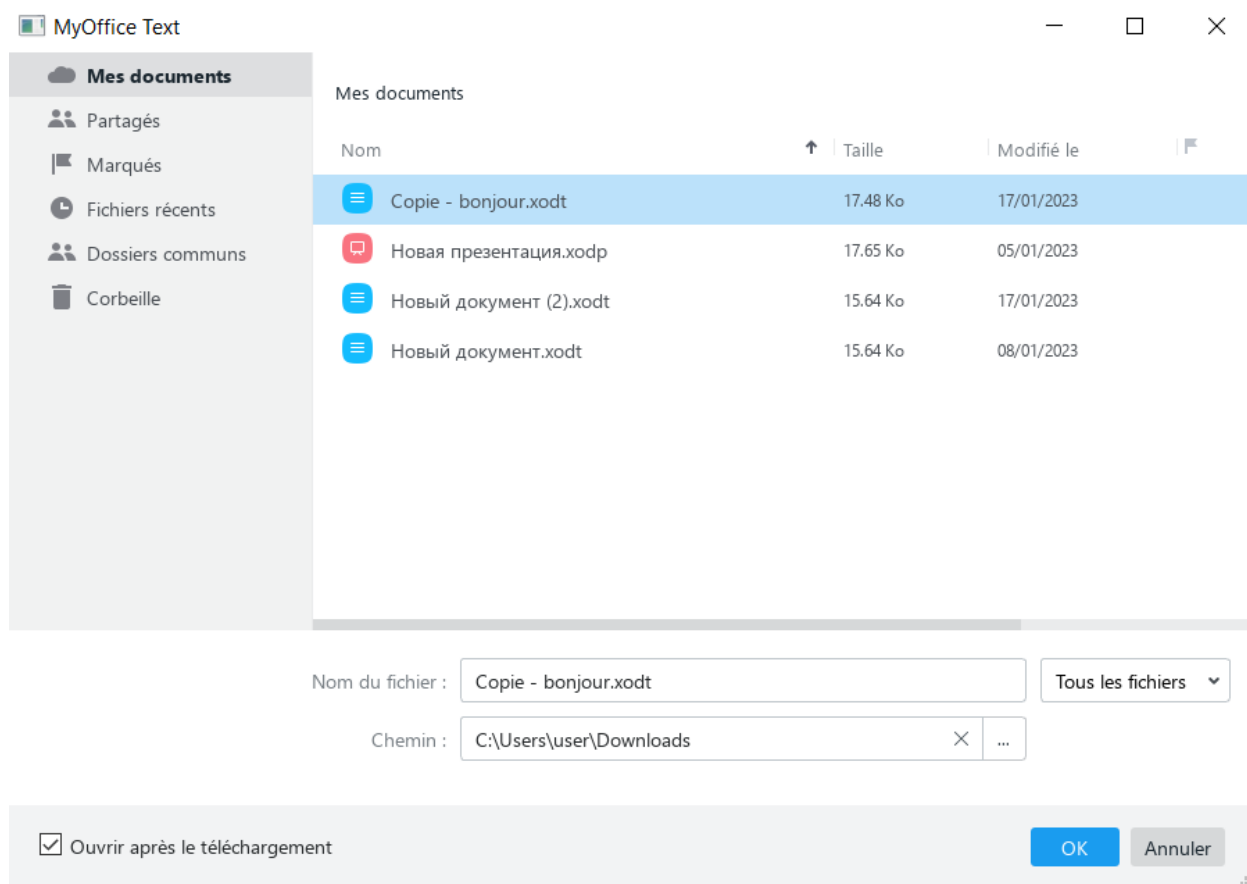 MyOffice Text
Mes documents
Partagés
Marqués
Fichiers récents
Dossiers communs
Corbeille
Mes documents
Nom Taille Modifié le
Copie - bonjour.xodt 17.48 Ko 17/01/2023
Новая презентация.xodp 17.65 Ko 05/01/2023
Новый документ (2).xodt 15.64 Ko 17/01/2023
Новый документ.xodt 15.64 Ko 08/01/2023
Nom du fichier : Copie - bonjour.xodt Tous les fichiers
Chemin : C:\Users\user\Downloads ...
Ouvrir après le téléchargement OK Annuler